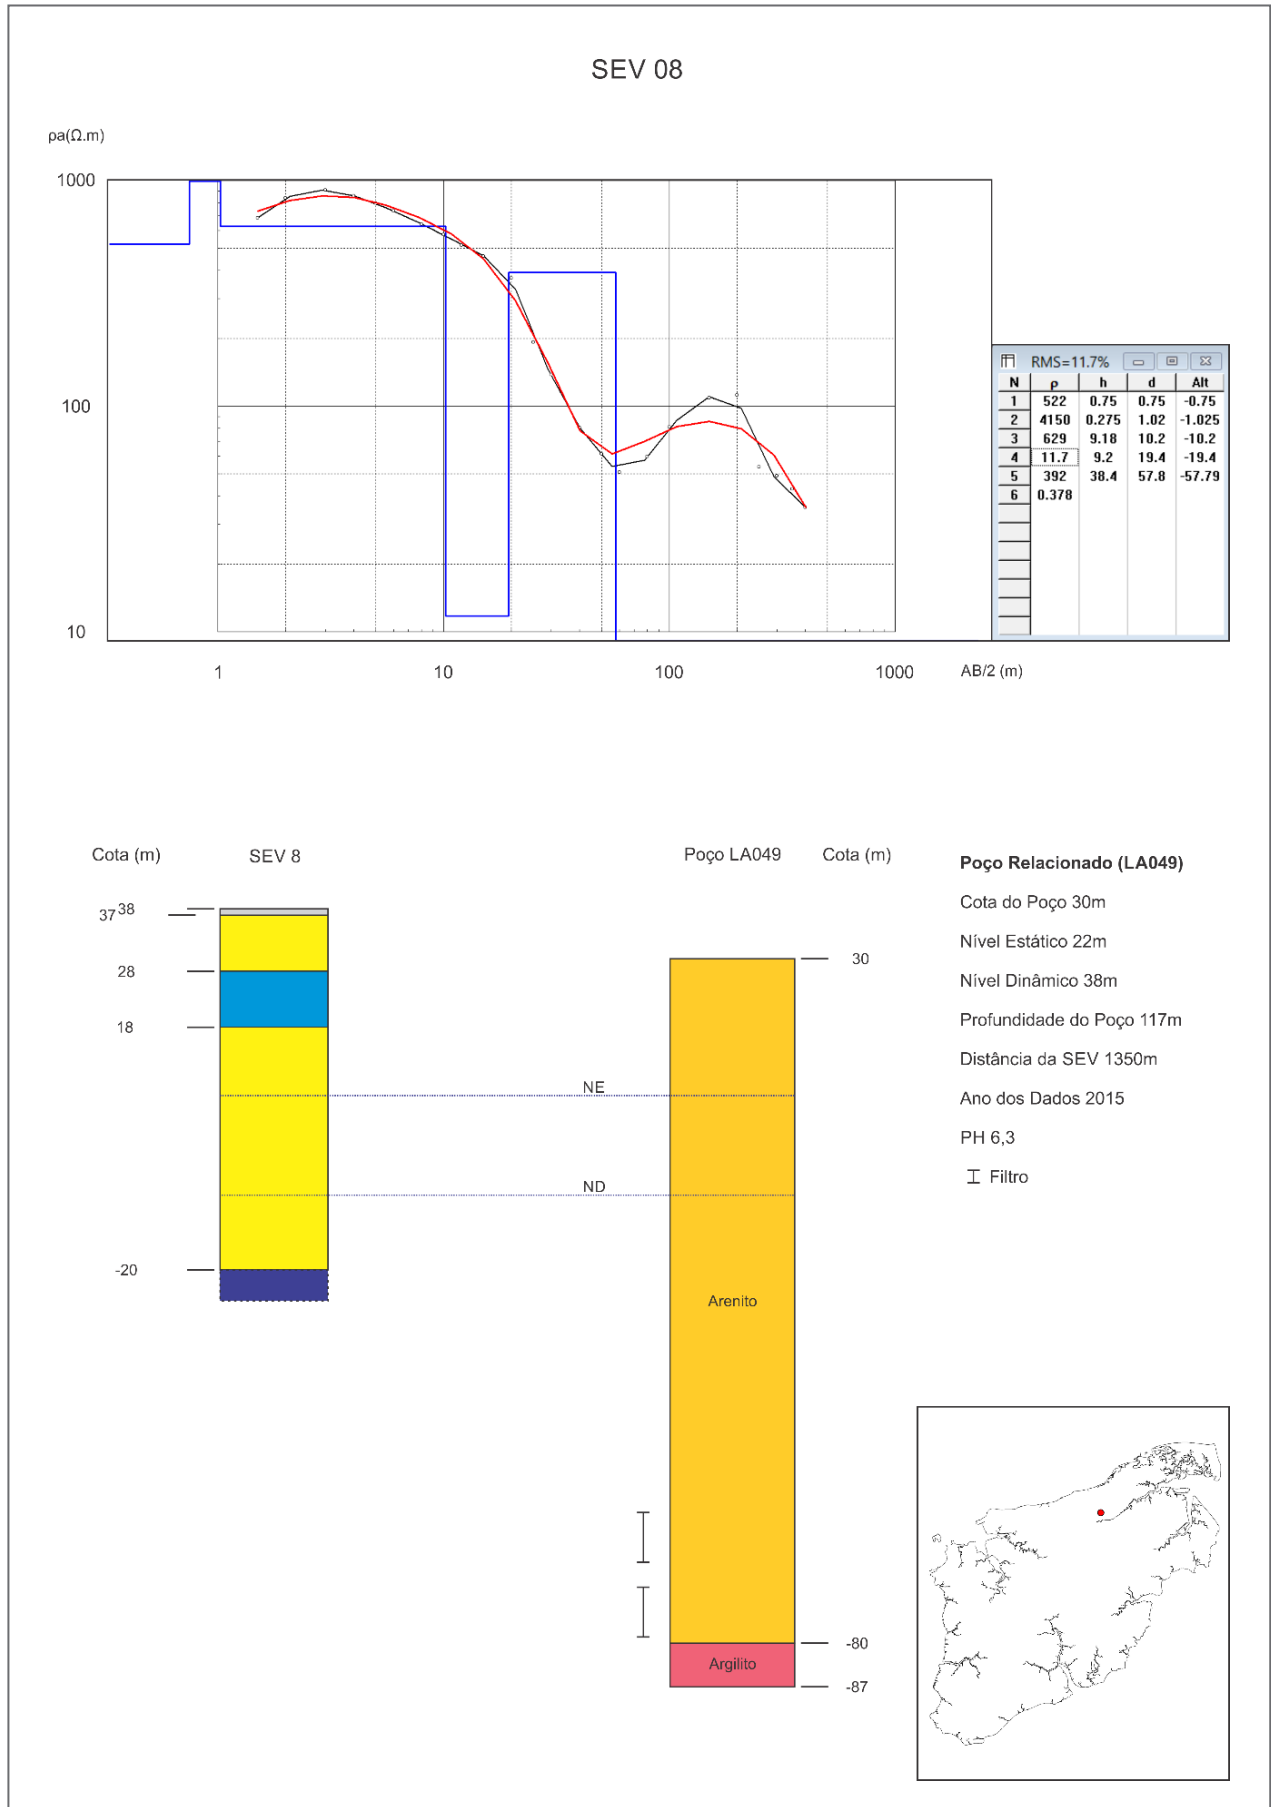 SEV 08
ρa(Ω.m)
1000
100
10
1 10 100 1000 AB/2 (m)
RMS=11.7%
N ρ h d Alt
1 522 0.75 0.75 -0.75
2 4150 0.275 1.02 -1.025
3 629 9.18 10.2 -10.2
4 11.7 9.2 19.4 -19.4
5 392 38.4 57.8 -57.79
6 0.378
Cota (m) SEV 8
38
37
28
18
-20
NE
ND
Poço LA049 Cota (m)
30
Arenito
-80
Argilito
-87
Poço Relacionado (LA049)
Cota do Poço 30m
Nível Estático 22m
Nível Dinâmico 38m
Profundidade do Poço 117m
Distância da SEV 1350m
Ano dos Dados 2015
PH 6,3
Filtro